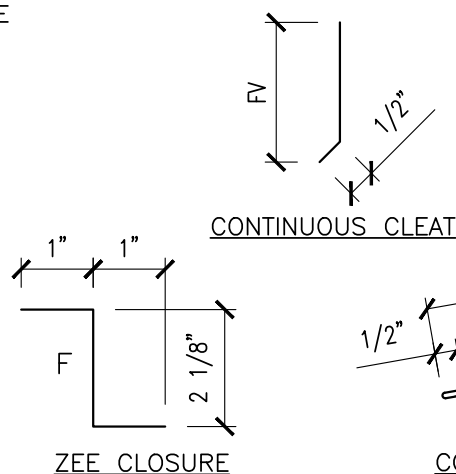 FV
1/2"
CONTINUOUS CLEAT
1" 1"
F
2 1/8"
1/2"
ZEE CLOSURE